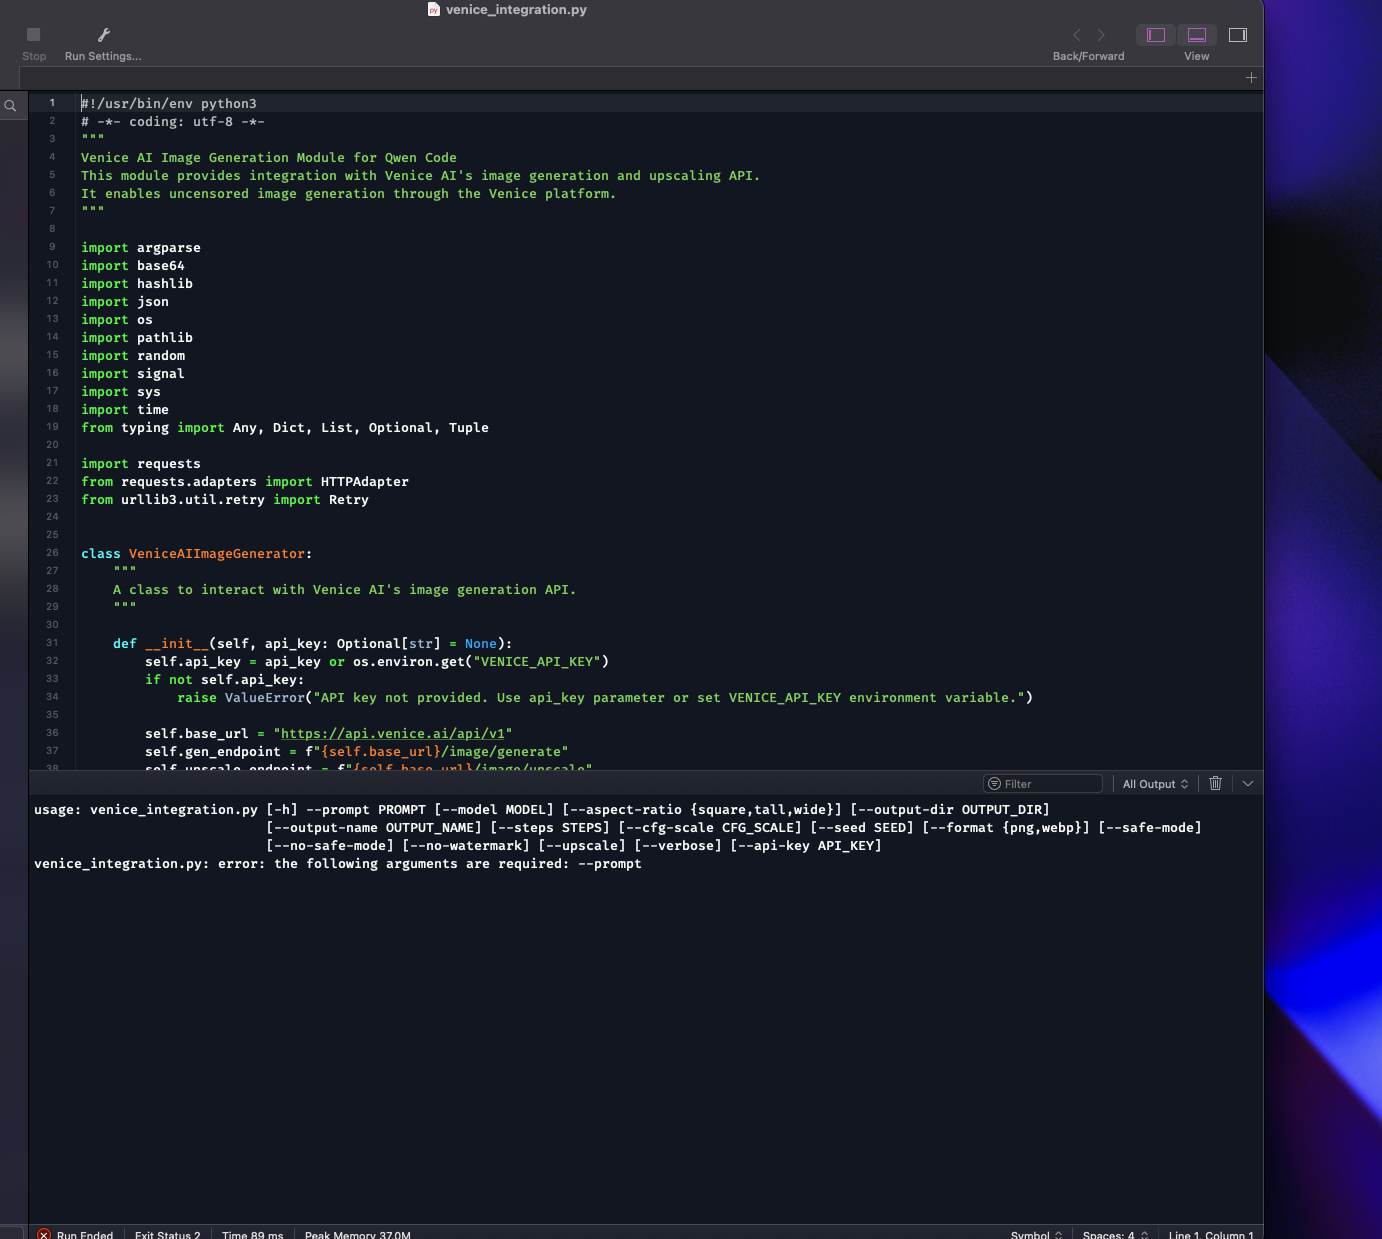 venice_integration.py
Stop
Run Settings...
Back/Forward
View
1 #!/usr/bin/env python3
2 # -*- coding: utf-8 -*-
3 """
4 Venice AI Image Generation Module for Qwen Code
5 This module provides integration with Venice AI's image generation and upscaling API.
6 It enables uncensored image generation through the Venice platform.
7 """
8
9 import argparse
10 import base64
11 import hashlib
12 import json
13 import os
14 import pathlib
15 import random
16 import signal
17 import sys
18 import time
19 from typing import Any, Dict, List, Optional, Tuple
20
21 import requests
22 from requests.adapters import HTTPAdapter
23 from urllib3.util.retry import Retry
24
25
26 class VeniceAIImageGenerator:
27     """
28     A class to interact with Venice AI's image generation API.
29     """
30
31     def __init__(self, api_key: Optional[str] = None):
32         self.api_key = api_key or os.environ.get("VENICE_API_KEY")
33         if not self.api_key:
34             raise ValueError("API key not provided. Use api_key parameter or set VENICE_API_KEY environment variable.")
35
36         self.base_url = "https://api.venice.ai/api/v1"
37         self.gen_endpoint = f"{self.base_url}/image/generate"
38         self.upscale_endpoint = f"{self.base_url}/image/upscale"
Filter
All Output
usage: venice_integration.py [-h] --prompt PROMPT [--model MODEL] [--aspect-ratio {square,tall,wide}] [--output-dir OUTPUT_DIR]
[--output-name OUTPUT_NAME] [--steps STEPS] [--cfg-scale CFG_SCALE] [--seed SEED] [--format {png,webp}] [--safe-mode]
[--no-safe-mode] [--no-watermark] [--upscale] [--verbose] [--api-key API_KEY]
venice_integration.py: error: the following arguments are required: --prompt
Run Ended
Exit Status 2
Time 89 ms
Peak Memory 37.0M
Symbol
Spaces: 4
Line 1, Column 1